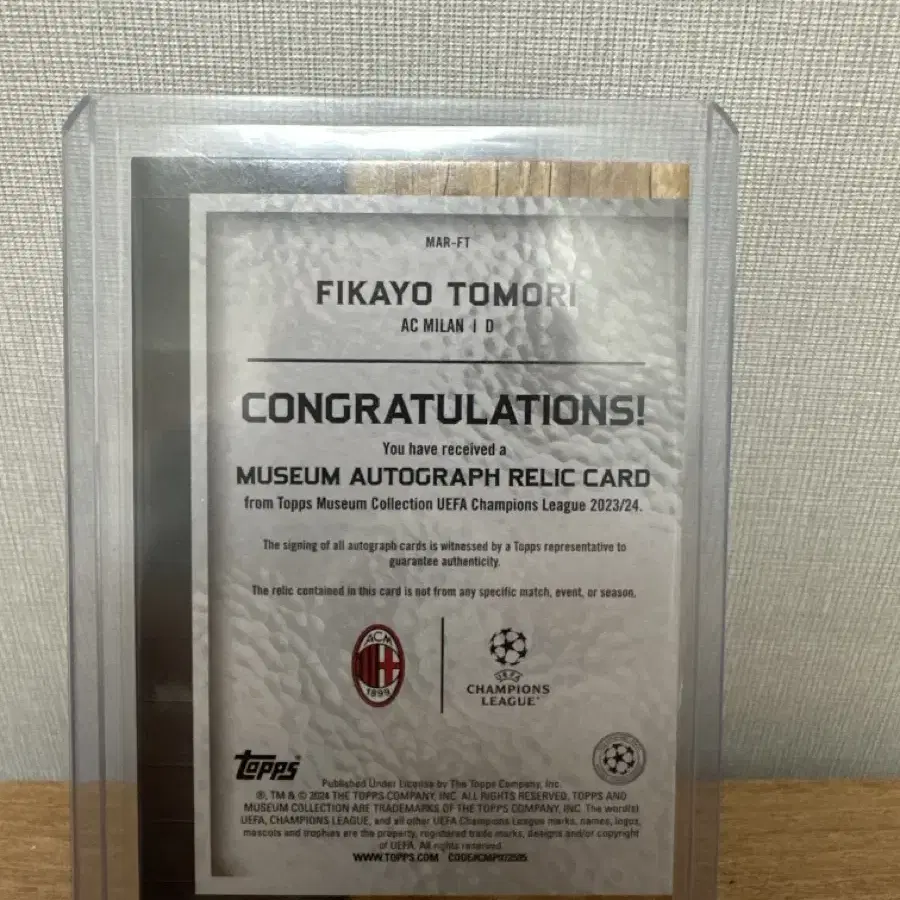 MAR-FT
FIKAYO TOMORI
AC MILAN | D
CONGRATULATIONS!
You have received a
MUSEUM AUTOGRAPH RELIC CARD
from Topps Museum Collection UEFA Champions League 2023/24.
The signing of all autograph cards is witnessed by a Topps representative to
guarantee authenticity.
The relic contained in this card is not from any specific match, event, or season.
ACM
1899
UEFA
CHAMPIONS
LEAGUE
topps
Published Under License by The Topps Company, Inc.
®, TM & © 2024 THE TOPPS COMPANY, INC. ALL RIGHTS RESERVED. TOPPS AND
MUSEUM COLLECTION ARE TRADEMARKS OF THE TOPPS COMPANY, INC. The word(s)
UEFA, CHAMPIONS LEAGUE, and all other UEFA Champions League marks, names, logos,
mascots and trophies are the property, registered trade marks, designs and/or copyright
of UEFA. All rights reserved.
WWW.TOPPS.COM